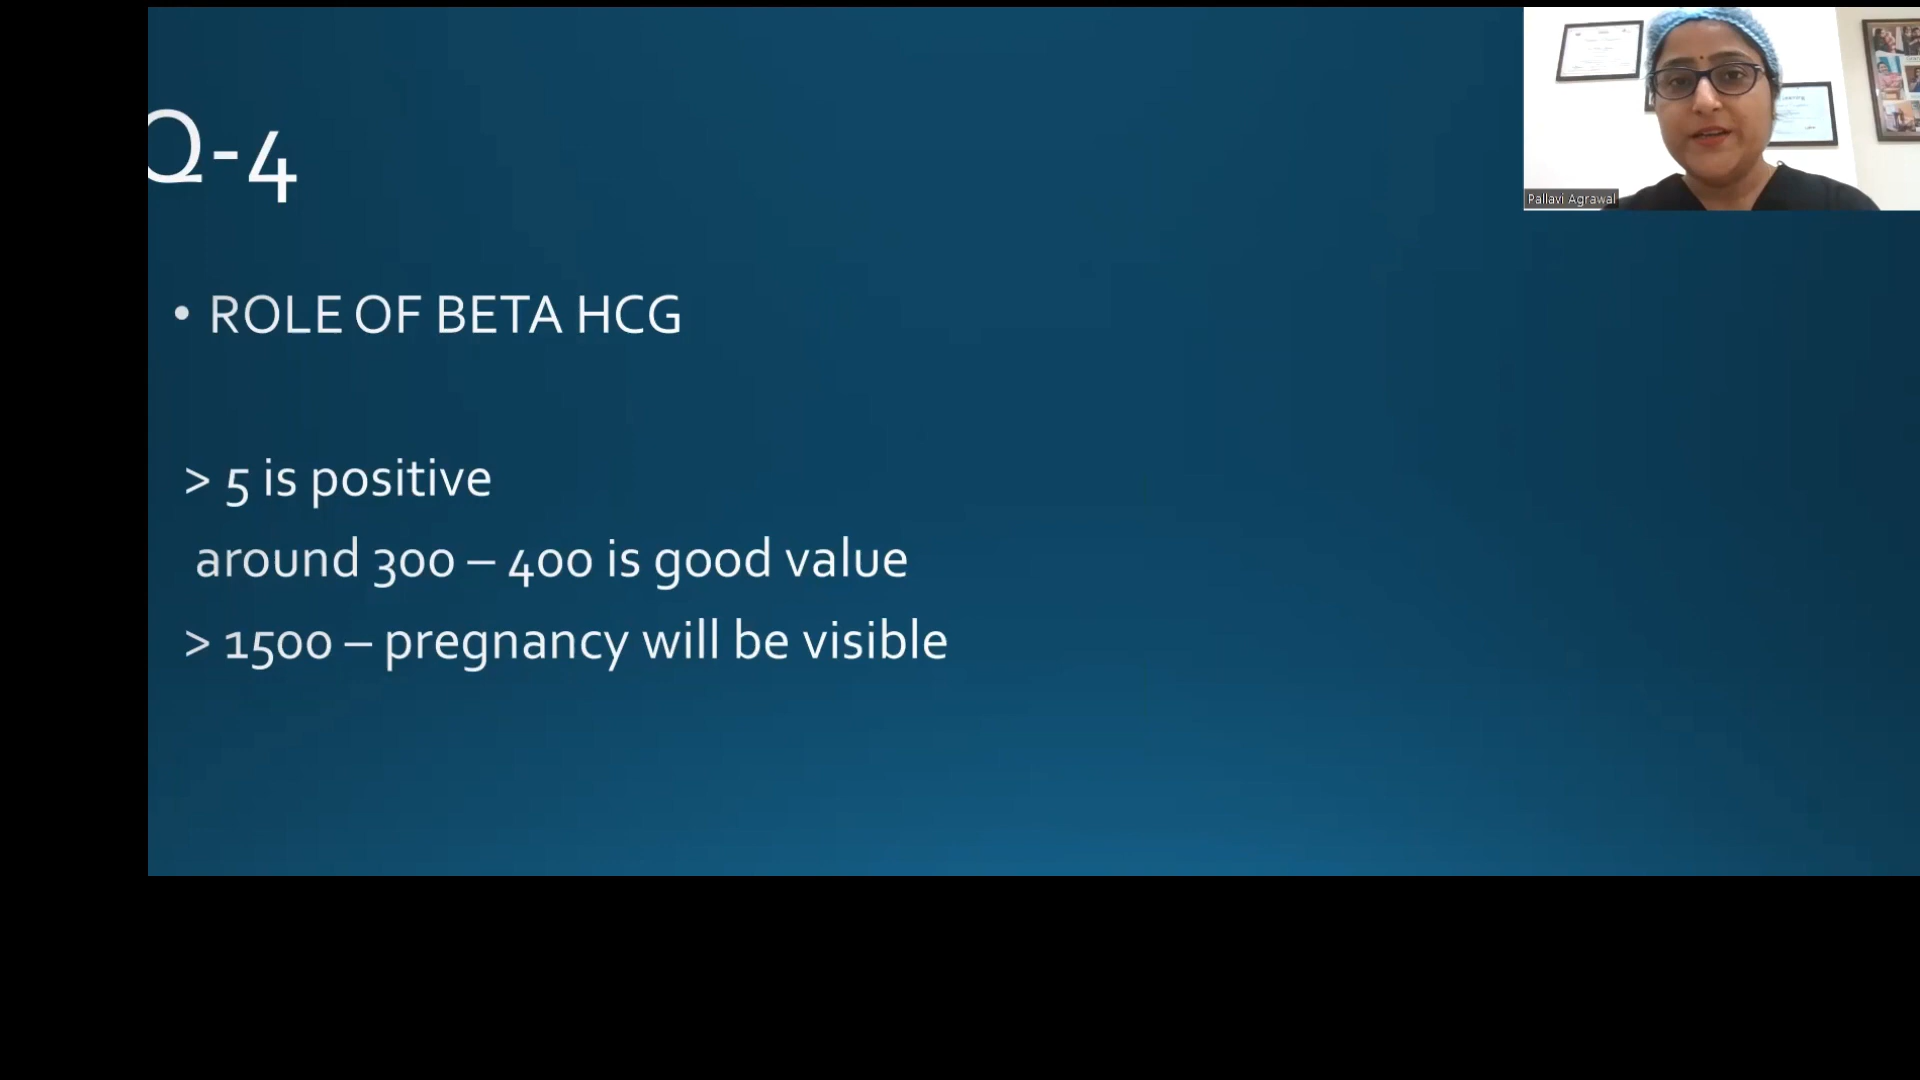 Q-4
• ROLE OF BETA HCG
> 5 is positive
around 300 – 400 is good value
> 1500 – pregnancy will be visible
Pallavi Agrawal